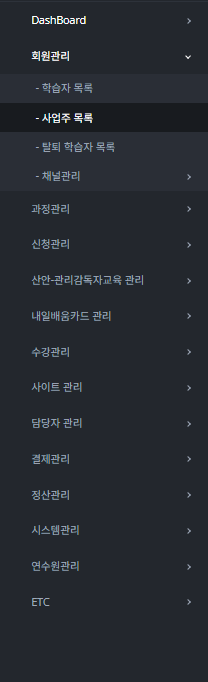 DashBoard
회원관리
- 학습자 목록
- 사업주 목록
- 탈퇴 학습자 목록
- 채널관리
과정관리
신청관리
산안-관리감독자교육 관리
내일배움카드 관리
수강관리
사이트 관리
담당자 관리
결제관리
정산관리
시스템관리
연수원관리
ETC